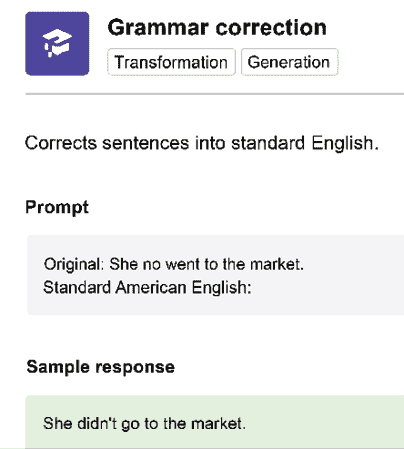 Grammar correction
Transformation Generation
Corrects sentences into standard English.
Prompt
Original: She no went to the market.
Standard American English:
Sample response
She didn't go to the market.